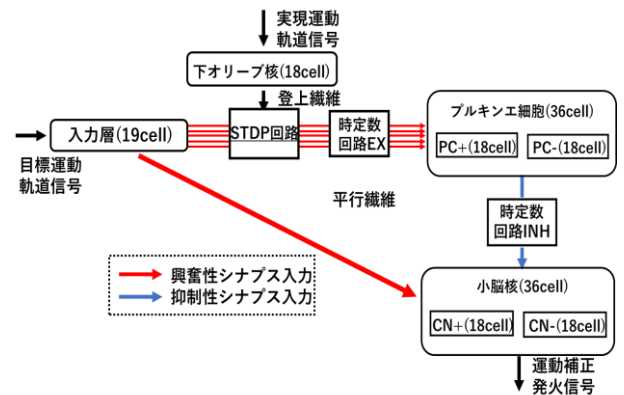 実現運動
軌道信号
下オリーブ核(18cell)
登上繊維
入力層(19cell)
STDP回路
時定数
回路EX
プルキンエ細胞(36cell)
PC+(18cell)
PC-(18cell)
目標運動
軌道信号
平行繊維
時定数
回路INH
興奮性シナプス入力
抑制性シナプス入力
小脳核(36cell)
CN+(18cell)
CN-(18cell)
運動補正
発火信号